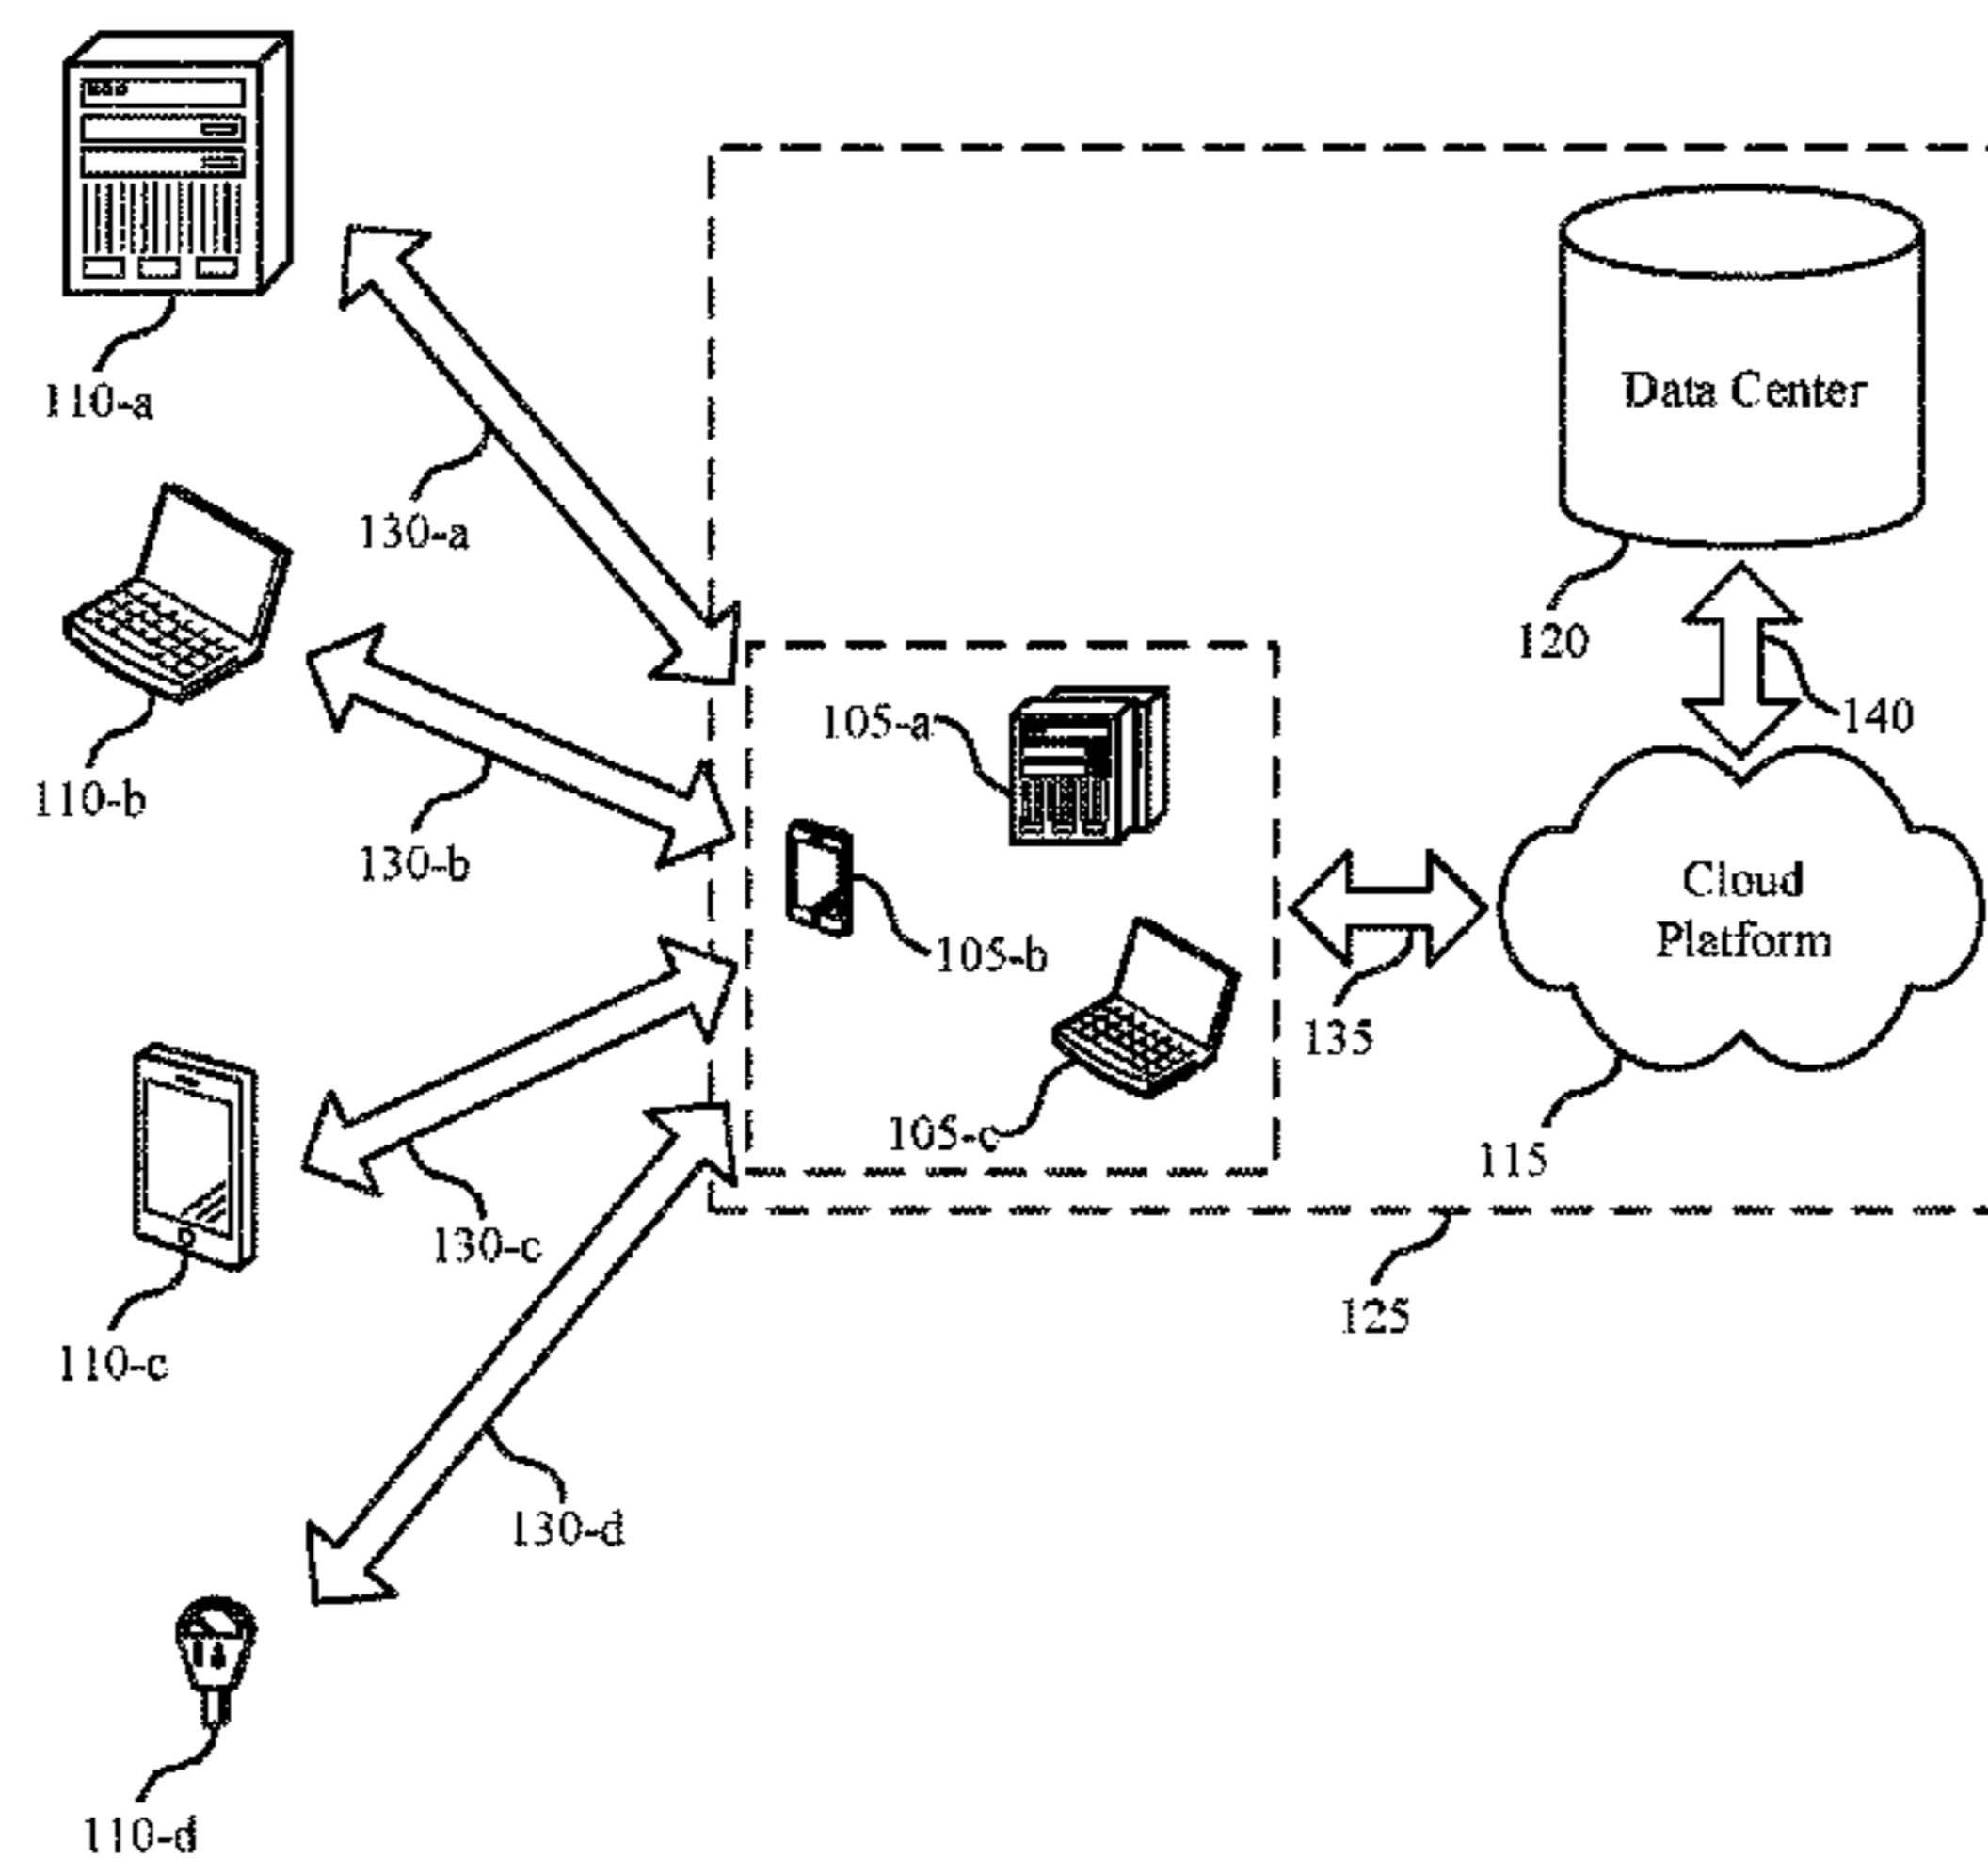 110-a
130-a
Data Center
120
140
110-b
130-b
105-a
105-b
Cloud
Platform
135
105-c
115
110-c
130-c
125
130-d
110-d